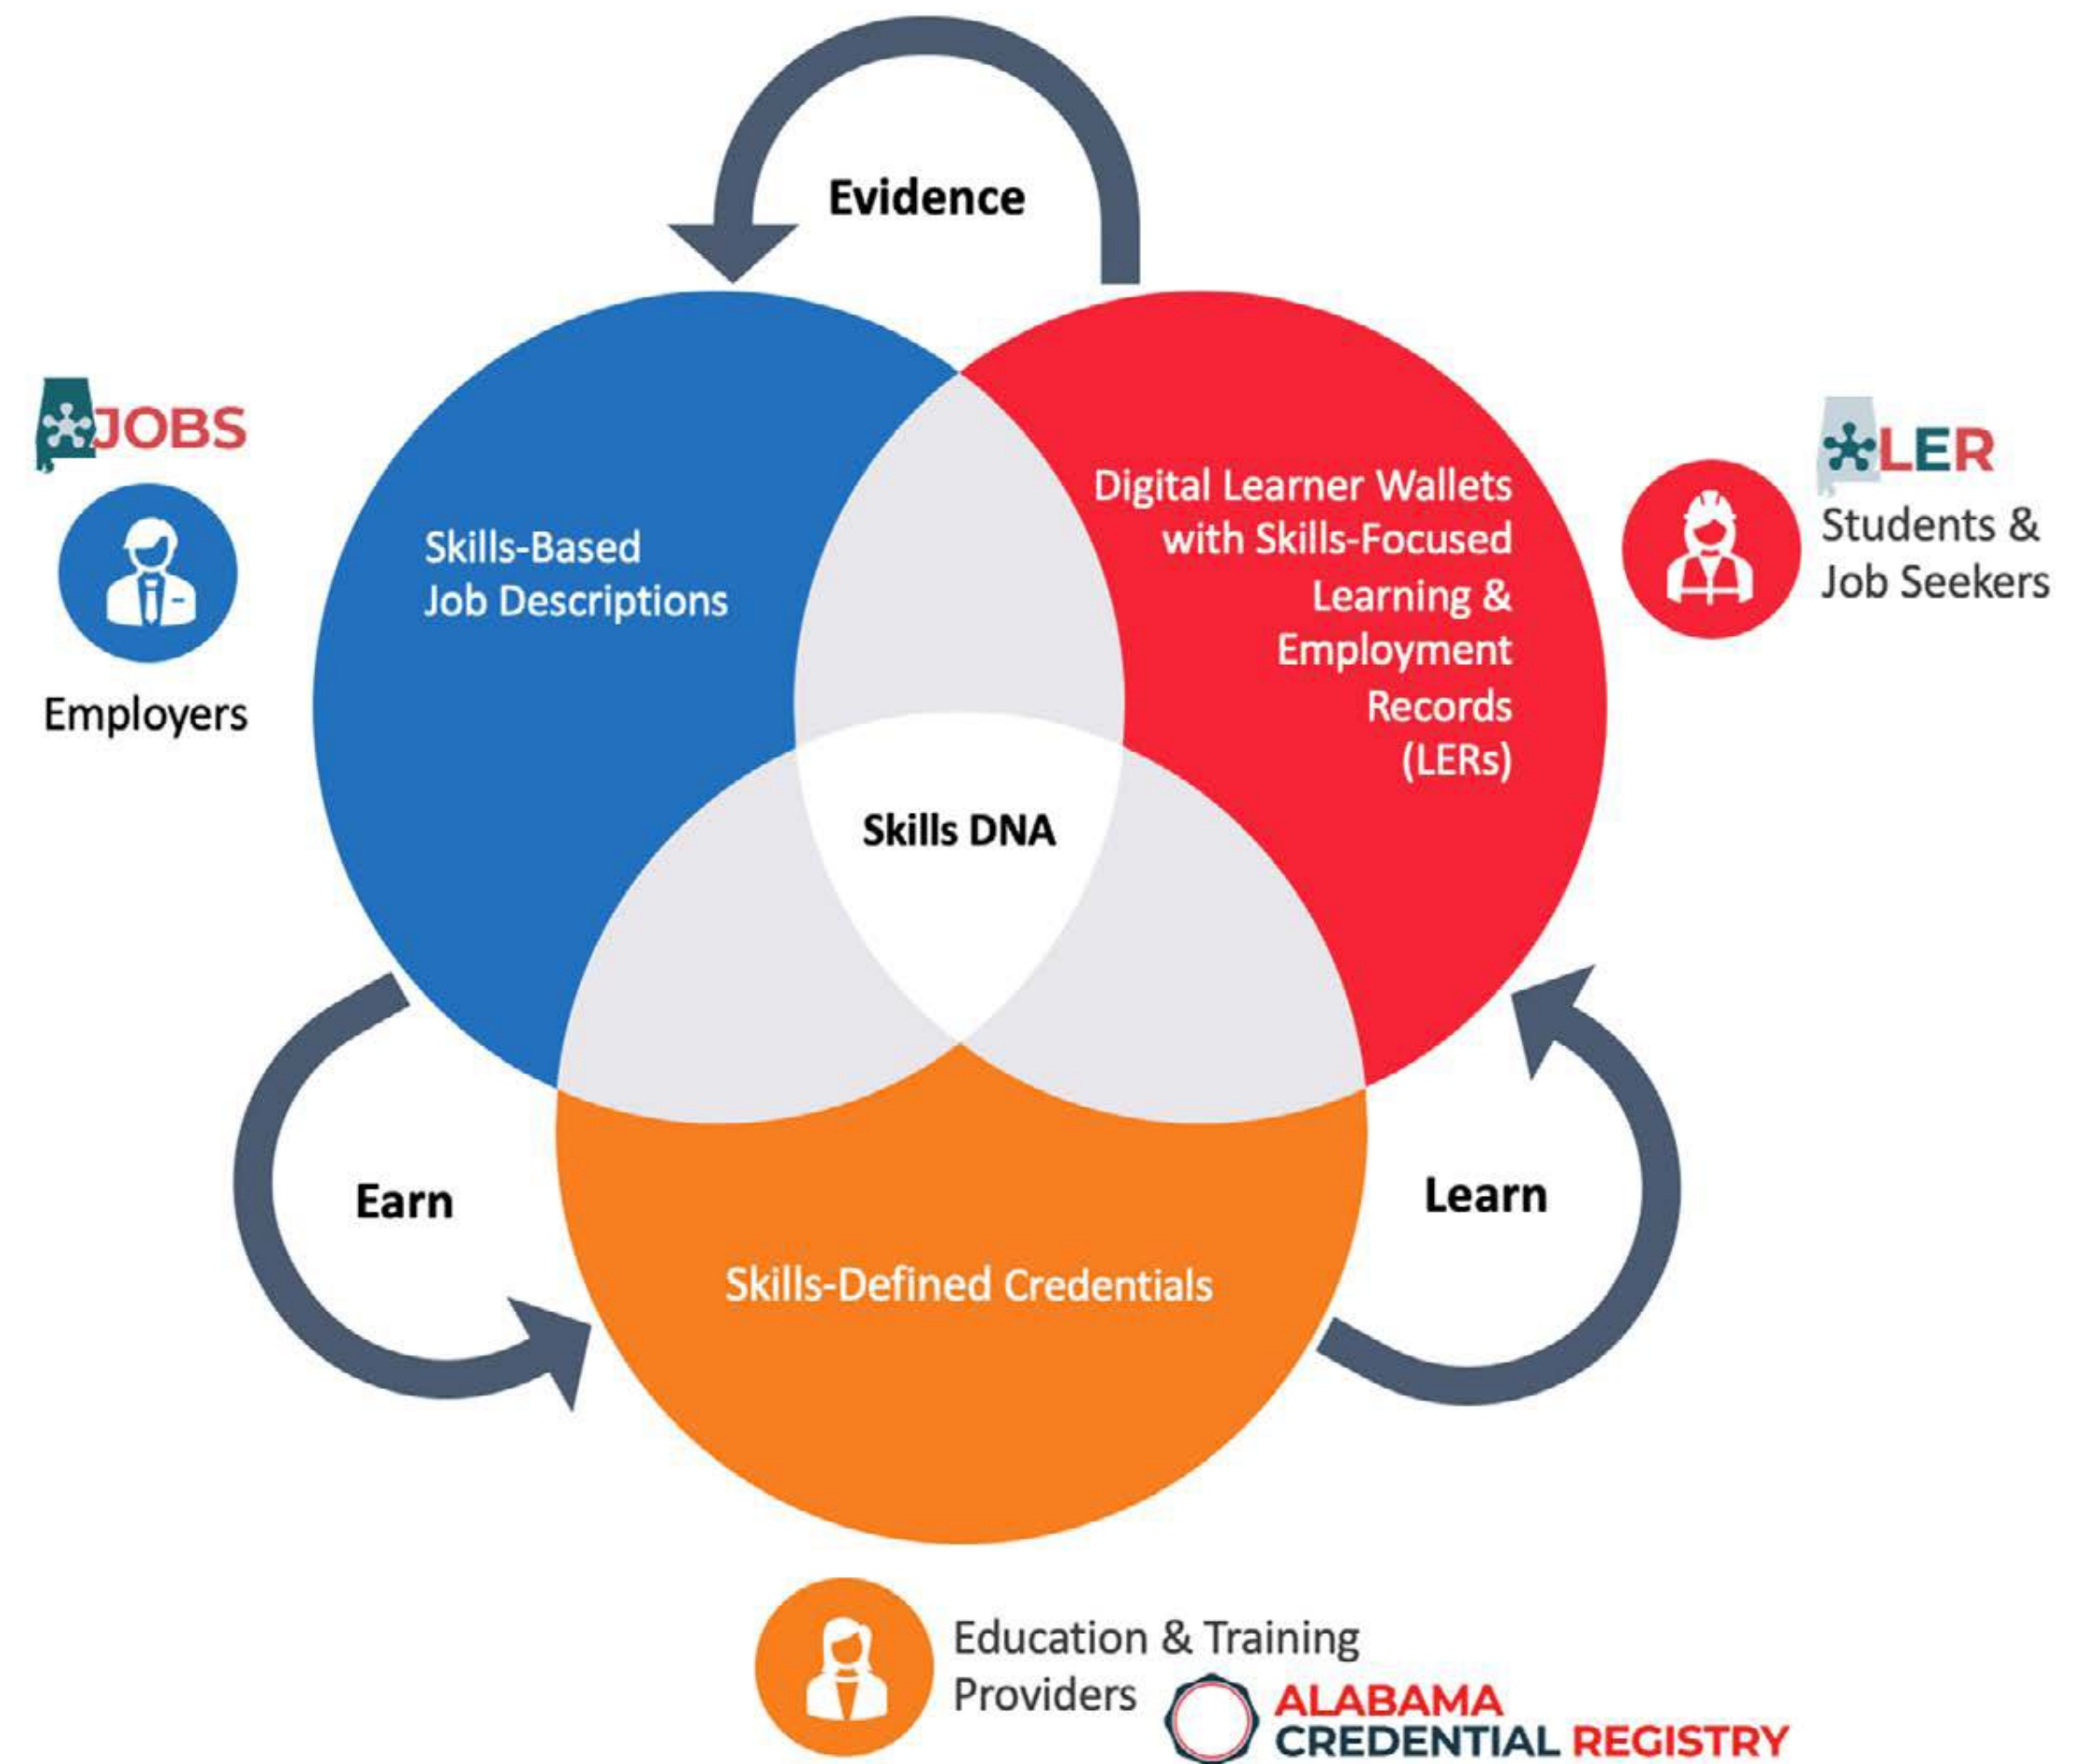 Evidence
JOBS
Employers
Skills-Based
Job Descriptions
Digital Learner Wallets
with Skills-Focused
Learning &
Employment
Records
(LERs)
LER
Students &
Job Seekers
Skills DNA
Earn
Learn
Skills-Defined Credentials
Education & Training
Providers
ALABAMA
CREDENTIAL REGISTRY